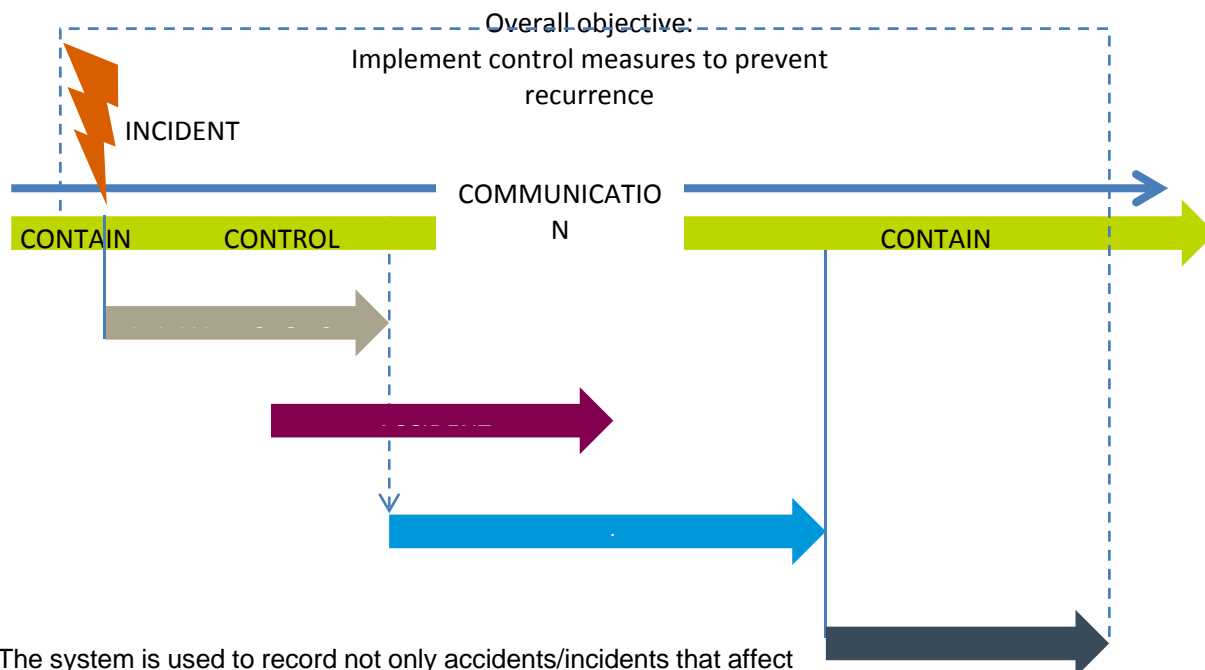 Overall objective:
Implement control measures to prevent
recurrence
INCIDENT
COMMUNICATIO
N
CONTAIN CONTROL CONTAIN
The system is used to record not only accidents/incidents that affect